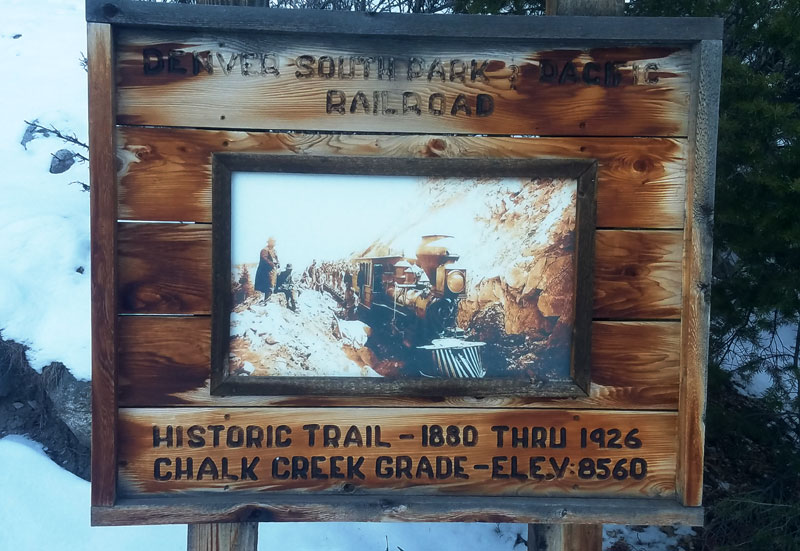 DENVER SOUTH PARK & PACIFIC
RAILROAD
HISTORIC TRAIL - 1880 THRU 1926
CHALK CREEK GRADE - ELEV. 8560